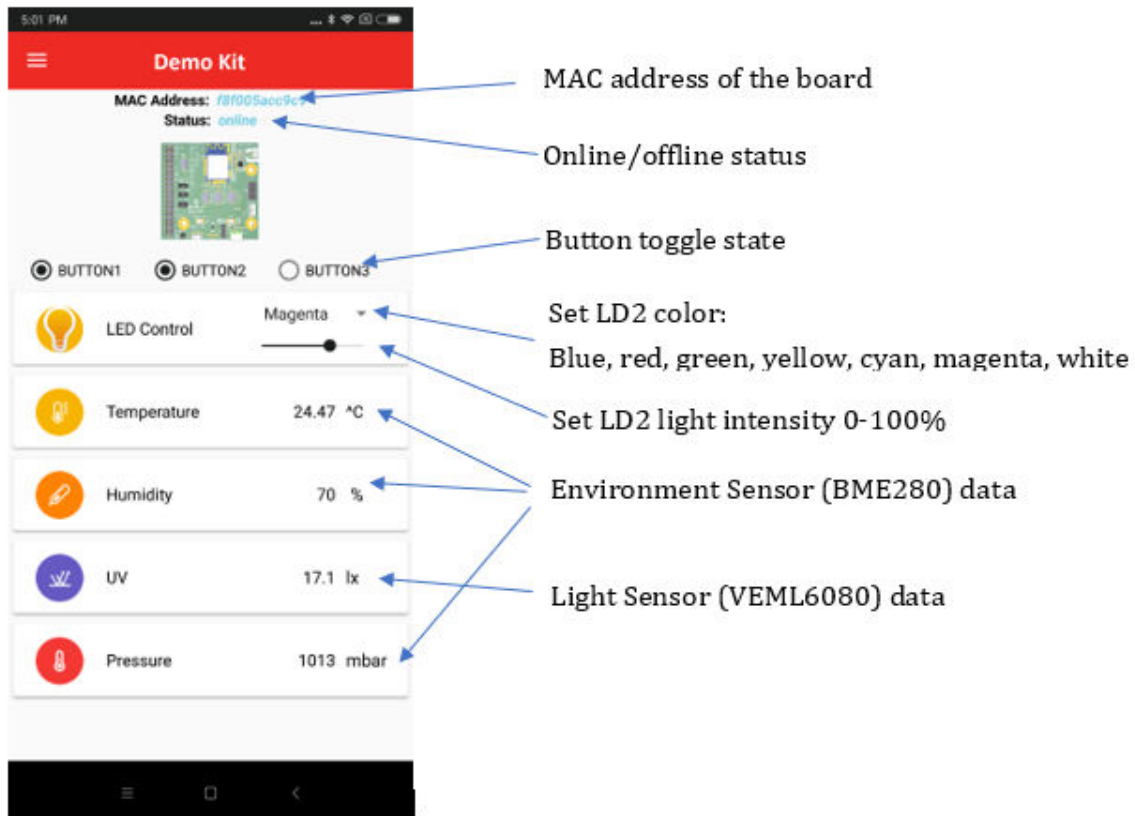 5:01 PM
Demo Kit
MAC Address: f8f005acc9c9
MAC address of the board
Status: online
Online/offline status
Button toggle state
BUTTON1 BUTTON2 BUTTON3
LED Control
Magenta
Set LD2 color:
Blue, red, green, yellow, cyan, magenta, white
Set LD2 light intensity 0-100%
Temperature 24.47 ^C
Humidity 70 %
Environment Sensor (BME280) data
UV 17.1 lx
Light Sensor (VEML6080) data
Pressure 1013 mbar